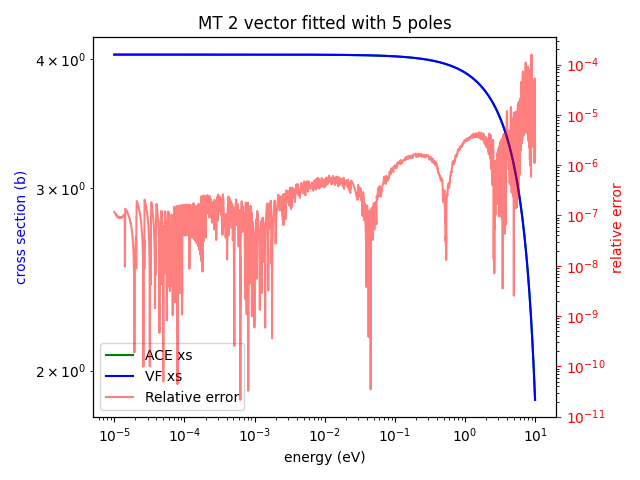 MT 2 vector fitted with 5 poles
4 × 10⁰
3 × 10⁰
2 × 10⁰
cross section (b)
10⁻⁴
10⁻⁵
10⁻⁶
10⁻⁷
10⁻⁸
10⁻⁹
10⁻¹⁰
10⁻¹¹
relative error
ACE xs
VF xs
Relative error
10⁻⁵ 10⁻⁴ 10⁻³ 10⁻² 10⁻¹ 10⁰ 10¹
energy (eV)